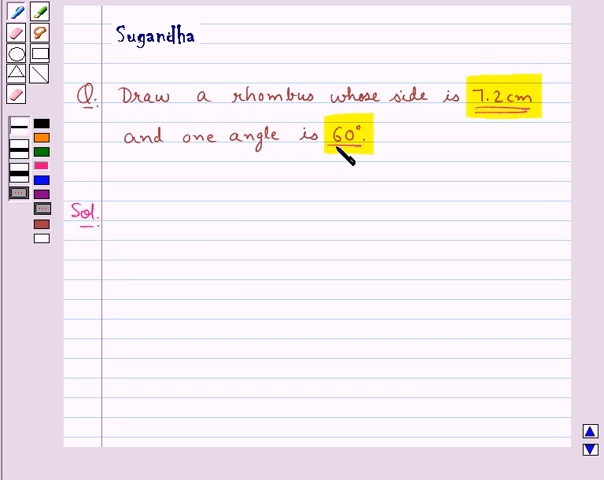 Sugandha
Q. Draw a rhombus whose side is 7.2 cm
and one angle is 60°.
Sol.